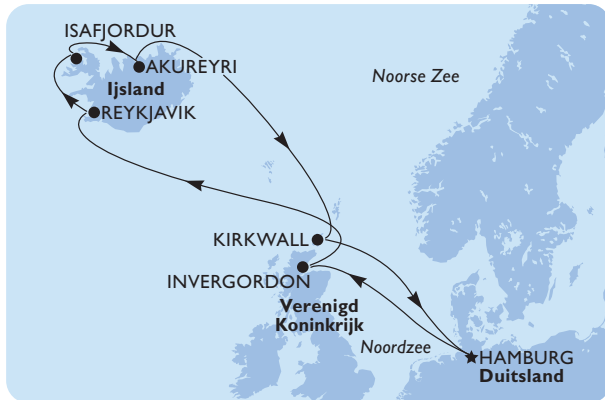 ISAFJORDUR
AKUREYRI
Ijsland
REYKJAVIK
Noorse Zee
KIRKWALL
INVERGORDON
Verenigd
Koninkrijk
Noordzee
HAMBURG
Duitsland